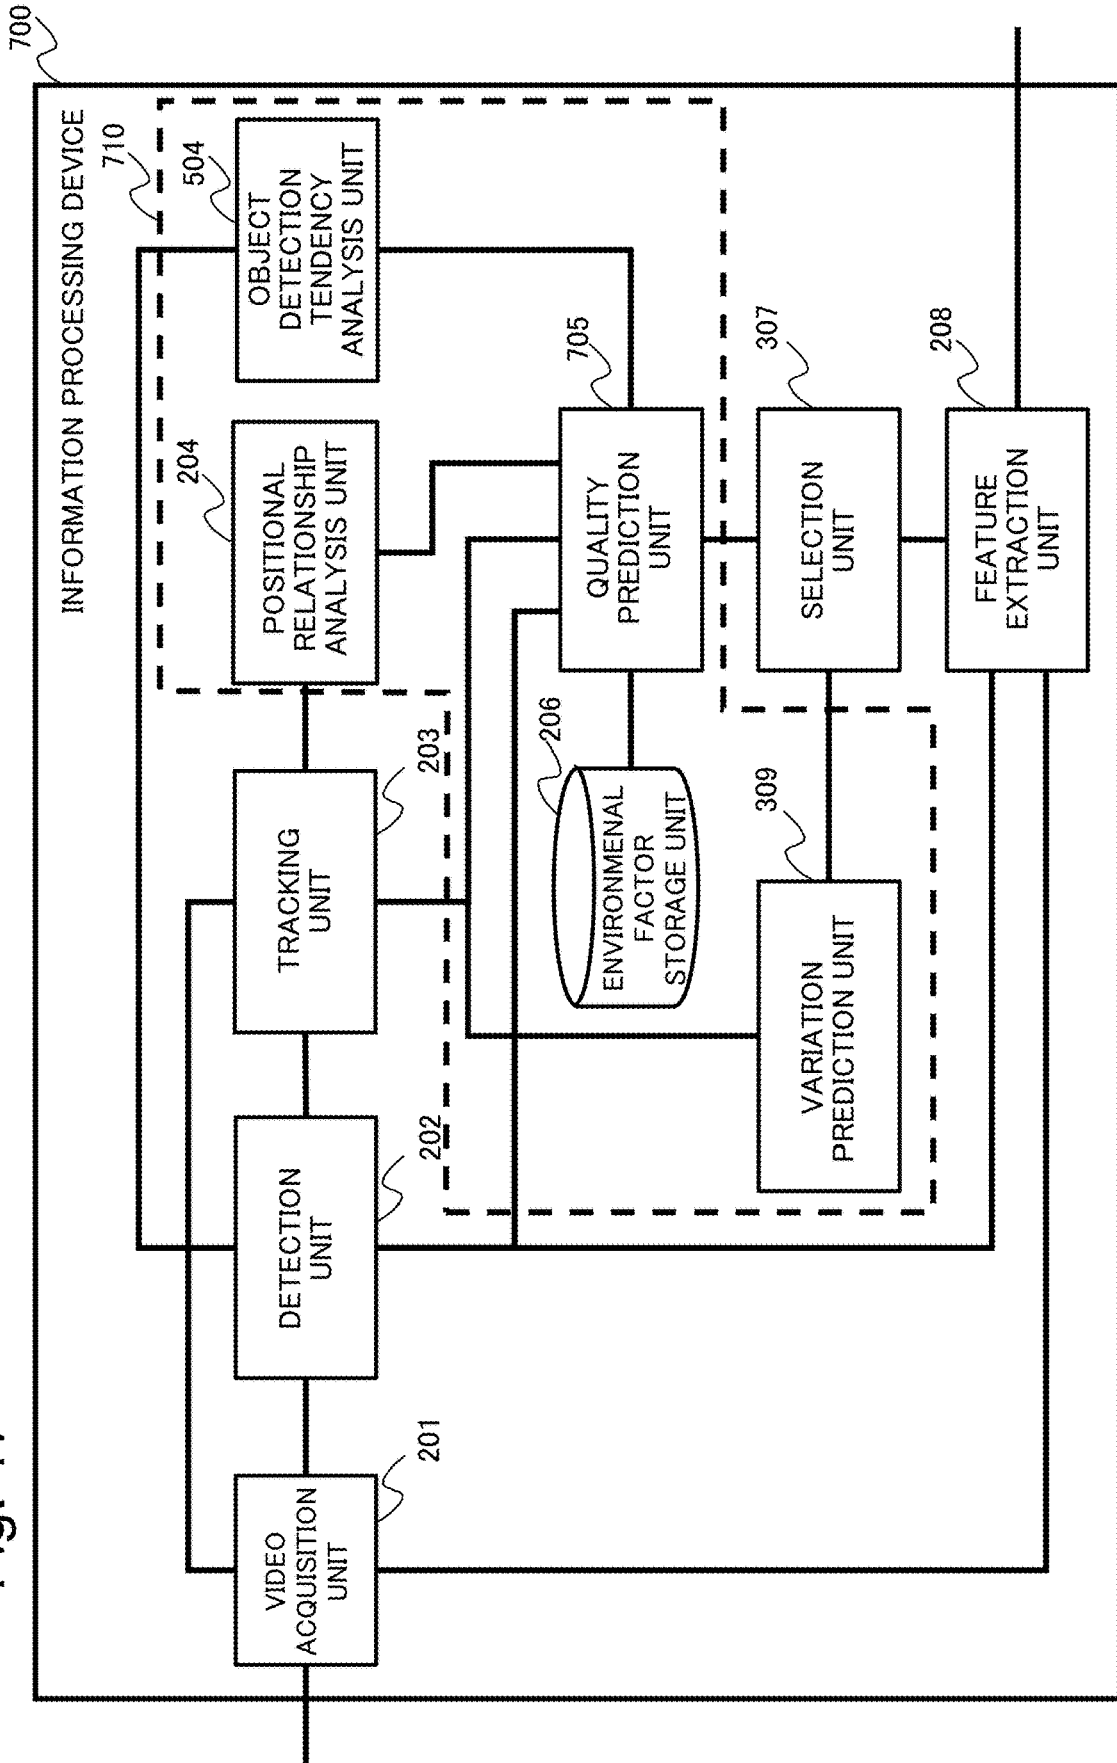 700
INFORMATION PROCESSING DEVICE
710
VIDEO
ACQUISITION
UNIT
201
DETECTION
UNIT
202
TRACKING
UNIT
203
POSITIONAL
RELATIONSHIP
ANALYSIS UNIT
204
OBJECT
DETECTION
TENDENCY
ANALYSIS UNIT
504
ENVIRONMENAL
FACTOR
STORAGE UNIT
206
QUALITY
PREDICTION
UNIT
705
VARIATION
PREDICTION UNIT
309
SELECTION
UNIT
307
FEATURE
EXTRACTION
UNIT
208